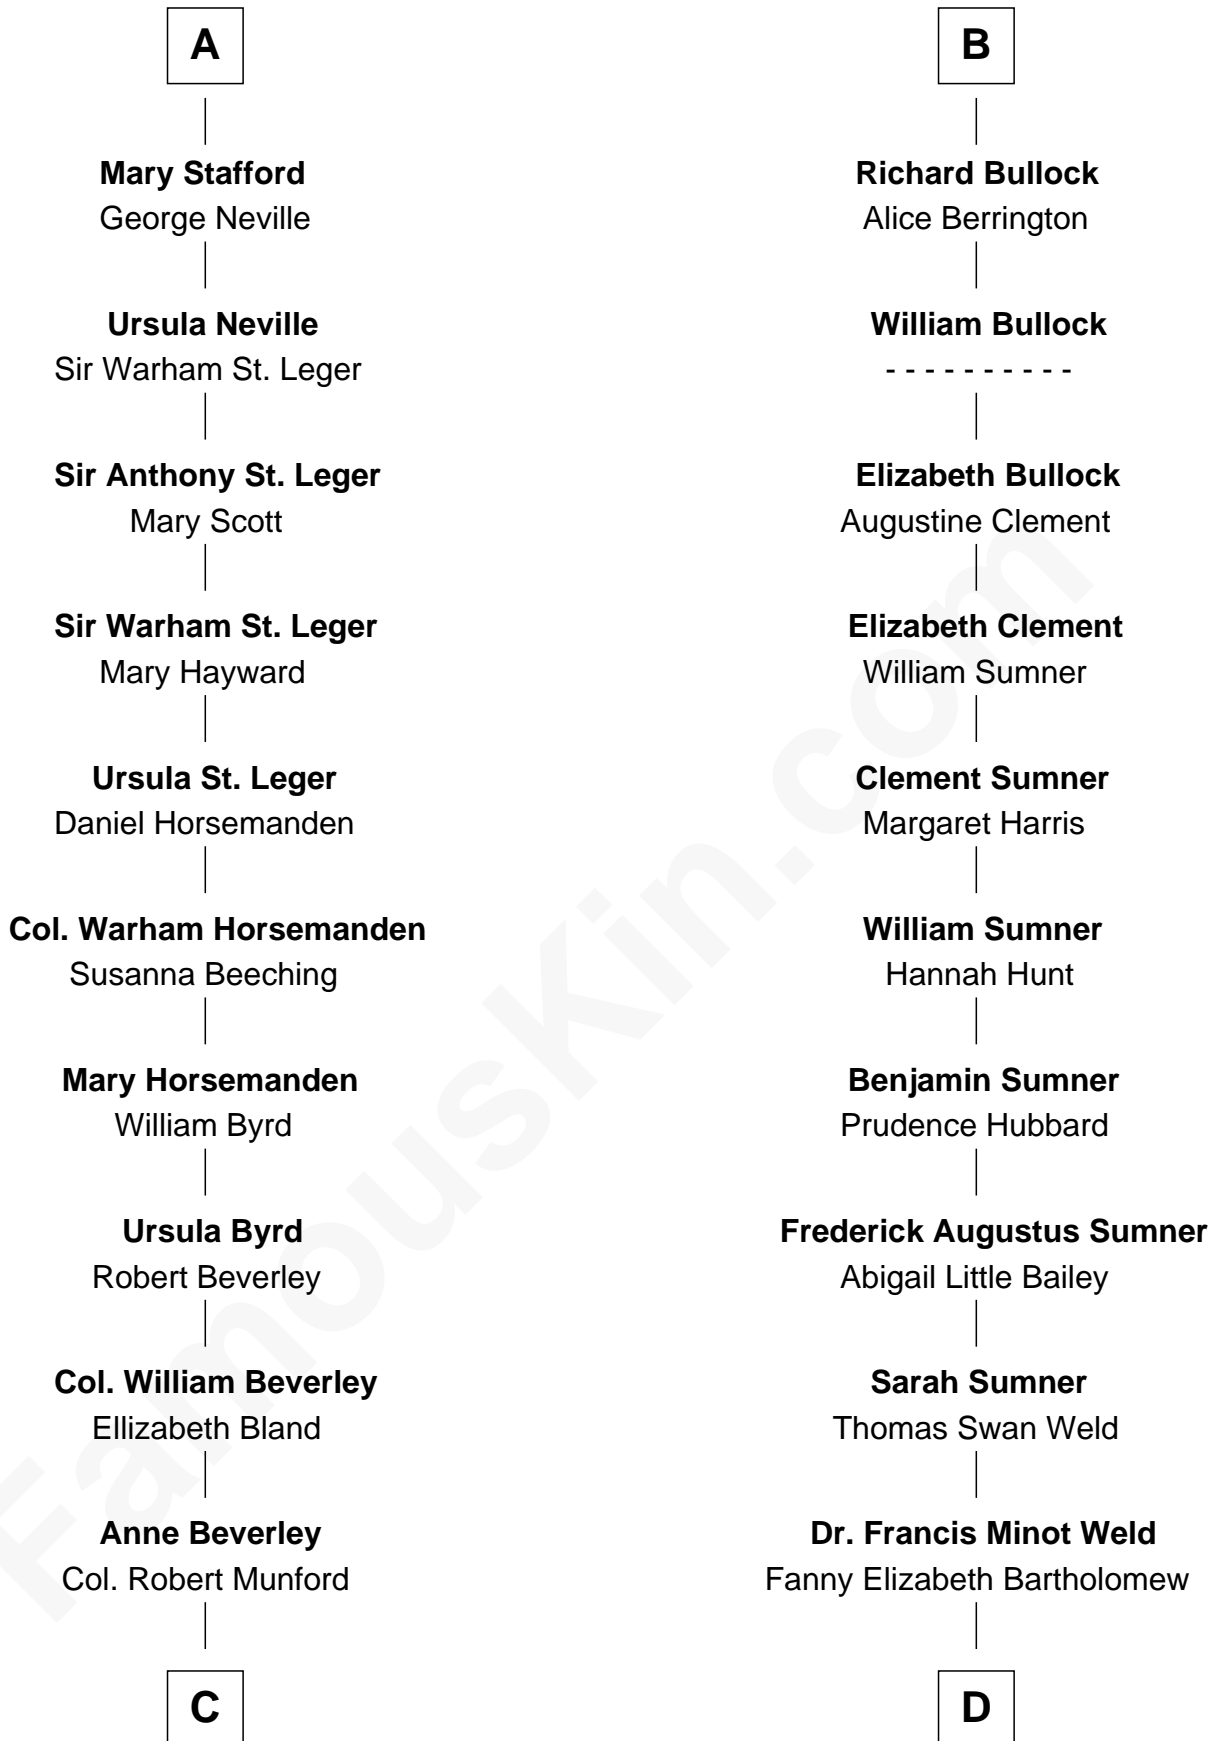 A
Mary Stafford
George Neville
Ursula Neville
Sir Warham St. Leger
Sir Anthony St. Leger
Mary Scott
Sir Warham St. Leger
Mary Hayward
Ursula St. Leger
Daniel Horsemanden
Col. Warham Horsemanden
Susanna Beeching
Mary Horsemanden
William Byrd
Ursula Byrd
Robert Beverley
Col. William Beverley
Ellizabeth Bland
Anne Beverley
Col. Robert Munford
C
B
Richard Bullock
Alice Berrington
William Bullock
- - - - - - - - - -
Elizabeth Bullock
Augustine Clement
Elizabeth Clement
William Sumner
Clement Sumner
Margaret Harris
William Sumner
Hannah Hunt
Benjamin Sumner
Prudence Hubbard
Frederick Augustus Sumner
Abigail Little Bailey
Sarah Sumner
Thomas Swan Weld
Dr. Francis Minot Weld
Fanny Elizabeth Bartholomew
D
FamousKin.com